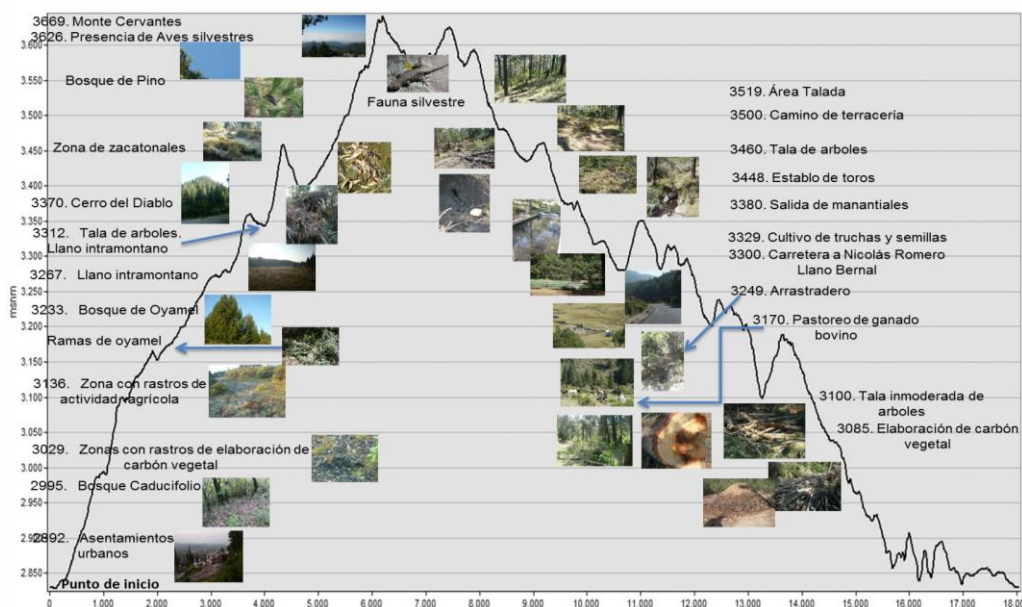 3669. Monte Cervantes
3626. Presencia de Aves silvestres
Bosque de Pino
Zona de zacatonales
3370. Cerro del Diablo
3312. Tala de arboles.
Llano intramontano
3267. Llano intramontano
3233. Bosque de Oyamel
Ramas de oyamel
3136. Zona con rastros de
actividad agrícola
3029. Zonas con rastros de elaboración de
carbón vegetal
2995. Bosque Caducifolio
2892. Asentamientos
urbanos
Punto de inicio
Fauna silvestre
3519. Área Talada
3500. Camino de terracería
3460. Tala de arboles
3448. Establo de toros
3380. Salida de manantiales
3329. Cultivo de truchas y semillas
3300. Carretera a Nicolás Romero
Llano Bernal
3249. Arrastradero
3170. Pastoreo de ganado
bovino
3100. Tala inmoderada de
arboles
3085. Elaboración de carbón
vegetal
msnm
3.600
3.550
3.500
3.450
3.400
3.350
3.300
3.250
3.200
3.150
3.100
3.050
3.000
2.950
2.900
2.850
0 1.000 2.000 3.000 4.000 5.000 6.000 7.000 8.000 9.000 10.000 11.000 12.000 13.000 14.000 15.000 16.000 17.000 18.000